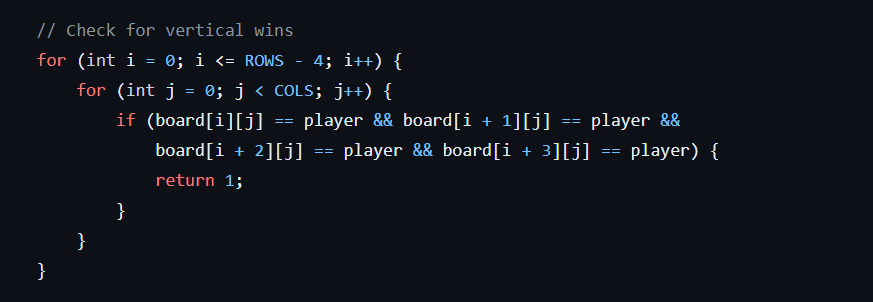 // Check for vertical wins
for (int i = 0; i <= ROWS - 4; i++) {
    for (int j = 0; j < COLS; j++) {
        if (board[i][j] == player && board[i + 1][j] == player &&
            board[i + 2][j] == player && board[i + 3][j] == player) {
            return 1;
        }
    }
}